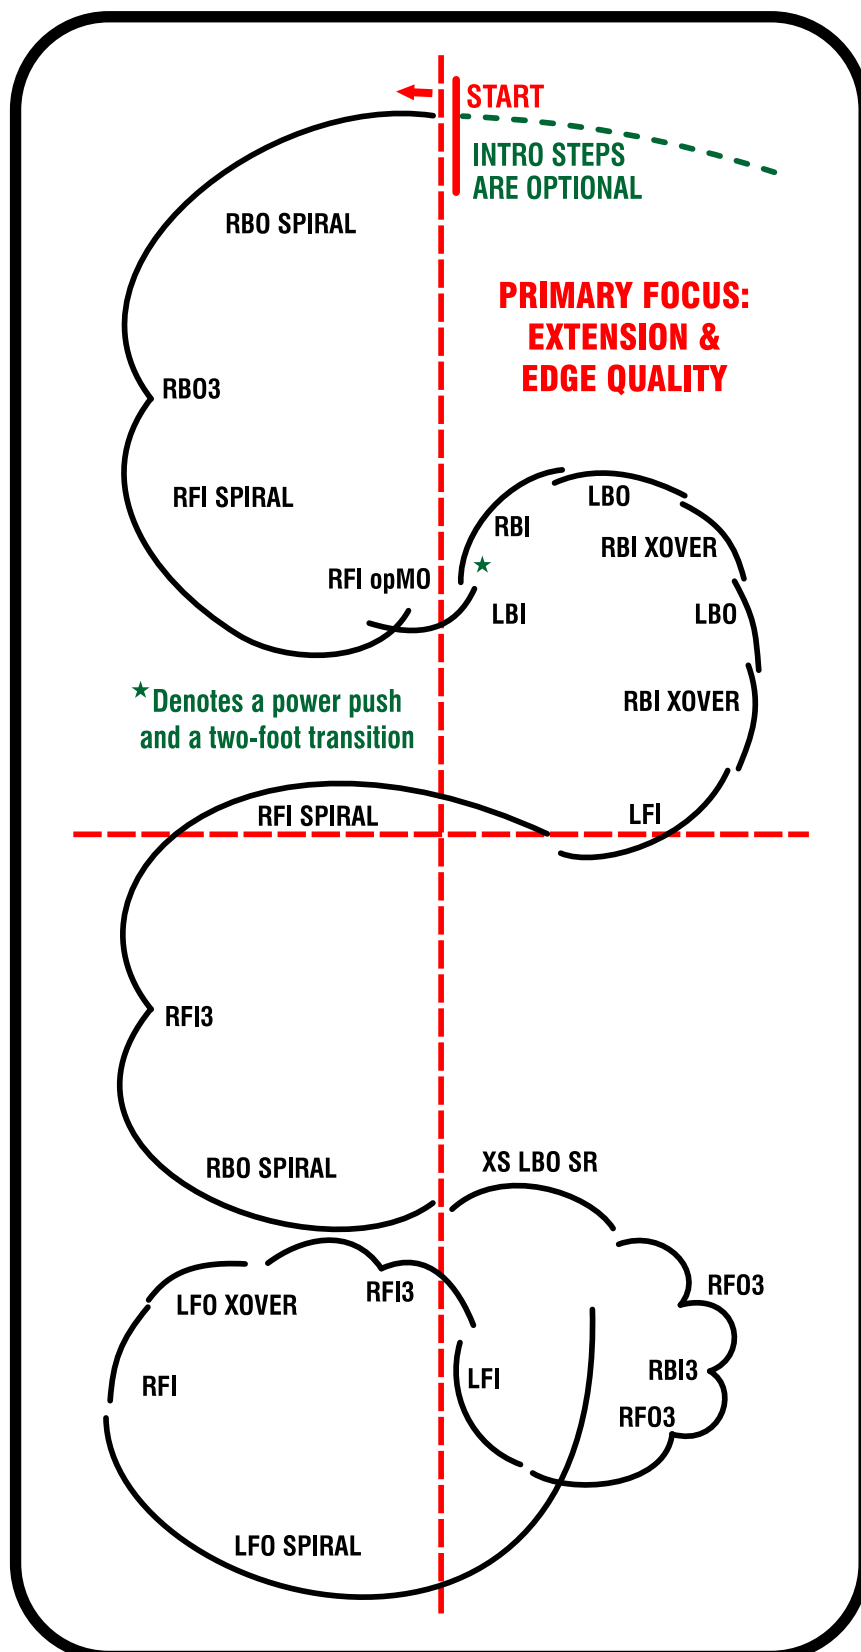 START
INTRO STEPS
ARE OPTIONAL
RBO SPIRAL
PRIMARY FOCUS:
EXTENSION &
EDGE QUALITY
RBO3
RFI SPIRAL
LBO
RBI
RBI XOVER
RFI opMO
★
LBI
LBO
★ Denotes a power push
and a two-foot transition
RBI XOVER
RFI SPIRAL
LFI
RFI3
RBO SPIRAL
XS LBO SR
RFO3
RFI3
LFO XOVER
RBI3
LFI
RFI
RFO3
LFO SPIRAL